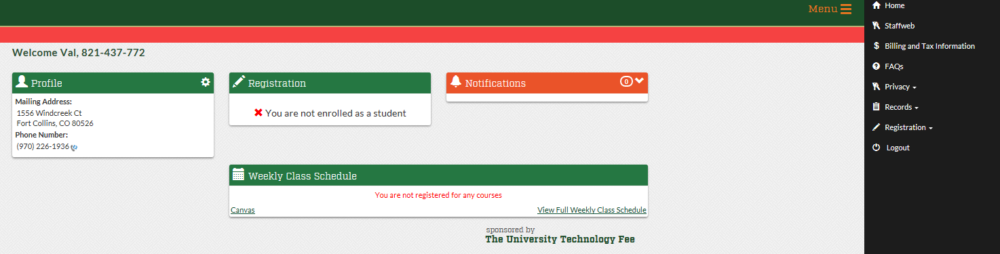 Menu
Welcome Val, 821-437-772
Profile
Mailing Address:
1556 Windcreek Ct
Fort Collins, CO 80526
Phone Number:
(970) 226-1936
Registration
You are not enrolled as a student
Notifications
0
Weekly Class Schedule
You are not registered for any courses
Canvas
View Full Weekly Class Schedule
sponsored by
The University Technology Fee
Home
Staffweb
Billing and Tax Information
FAQs
Privacy
Records
Registration
Logout